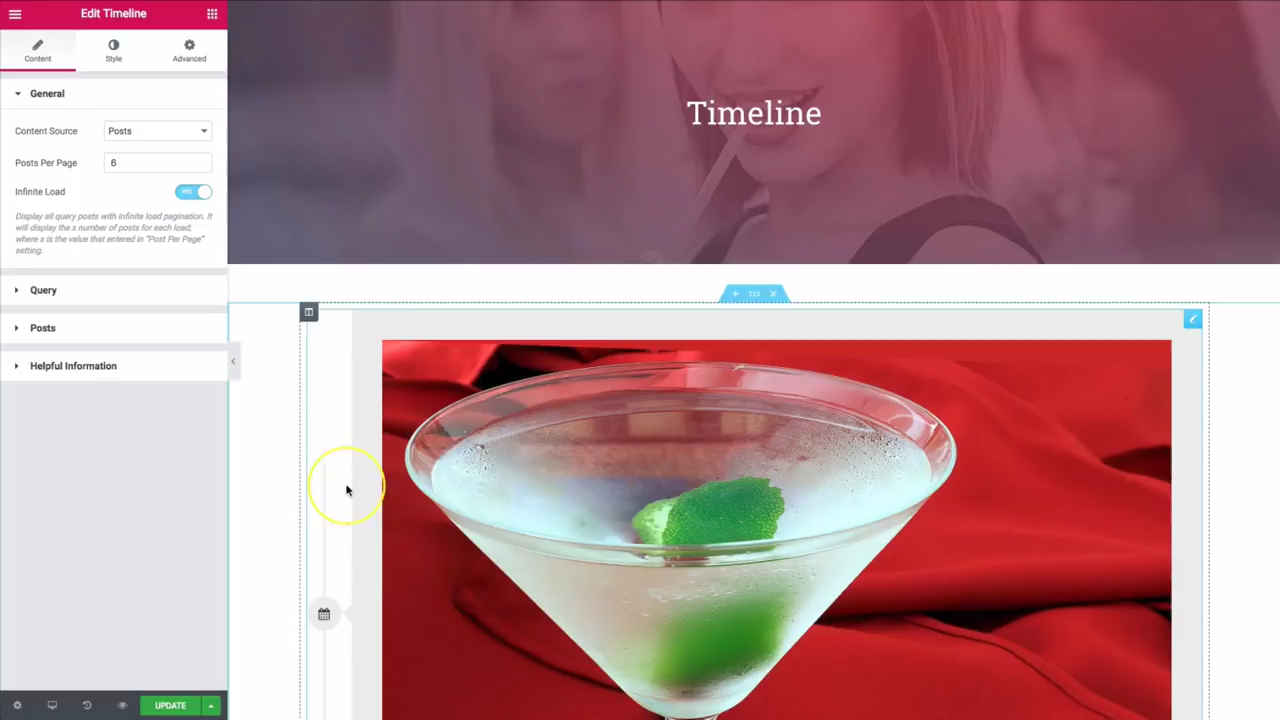 Edit Timeline
Content
Style
Advanced
General
Content Source
Posts
Posts Per Page
6
Infinite Load
YES
Display all query posts with infinite load pagination. It
will display the x number of posts for each load;
where x is the value that entered in "Post Per Page"
setting.
Query
Posts
Helpful Information
UPDATE
Timeline